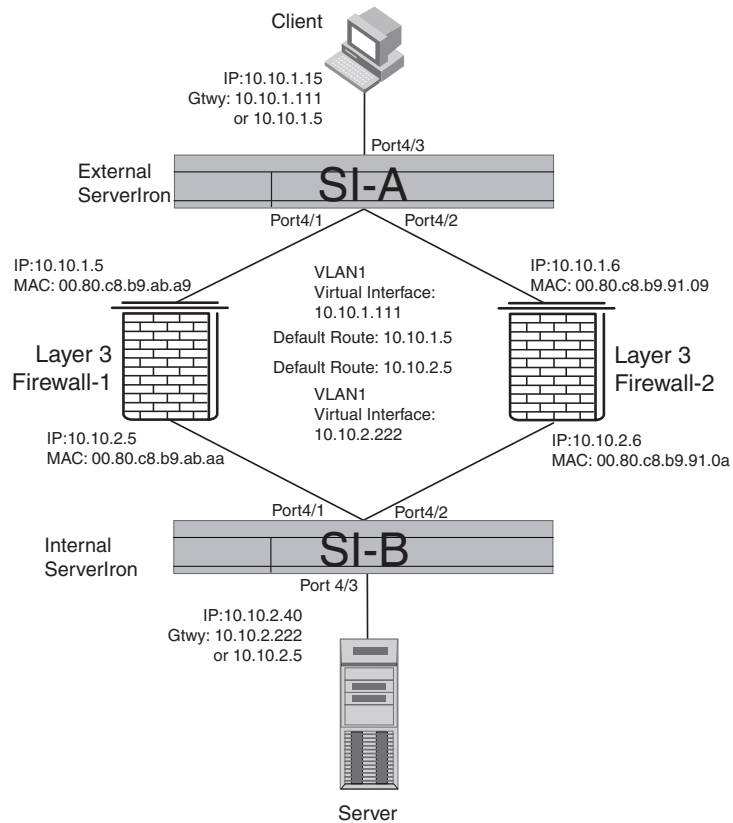 Client
IP:10.10.1.15
Gtwy: 10.10.1.111
or 10.10.1.5
Port4/3
External
ServerIron
SI-A
Port4/1
Port4/2
IP:10.10.1.5
MAC: 00.80.c8.b9.ab.a9
VLAN1
Virtual Interface:
10.10.1.111
IP:10.10.1.6
MAC: 00.80.c8.b9.91.09
Default Route: 10.10.1.5
Layer 3
Firewall-1
Default Route: 10.10.2.5
Layer 3
Firewall-2
VLAN1
Virtual Interface:
10.10.2.222
IP:10.10.2.5
MAC: 00.80.c8.b9.ab.aa
IP:10.10.2.6
MAC: 00.80.c8.b9.91.0a
Port4/1
Port4/2
Internal
ServerIron
SI-B
Port 4/3
IP:10.10.2.40
Gtwy: 10.10.2.222
or 10.10.2.5
Server